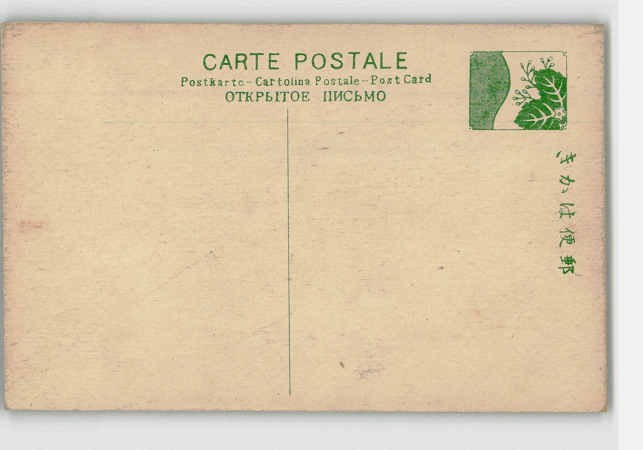 CARTE POSTALE
Postkarte-Cartolina Postale-Post Card
ОТКРЫТОЕ ПИСЬМО
きかは便郵